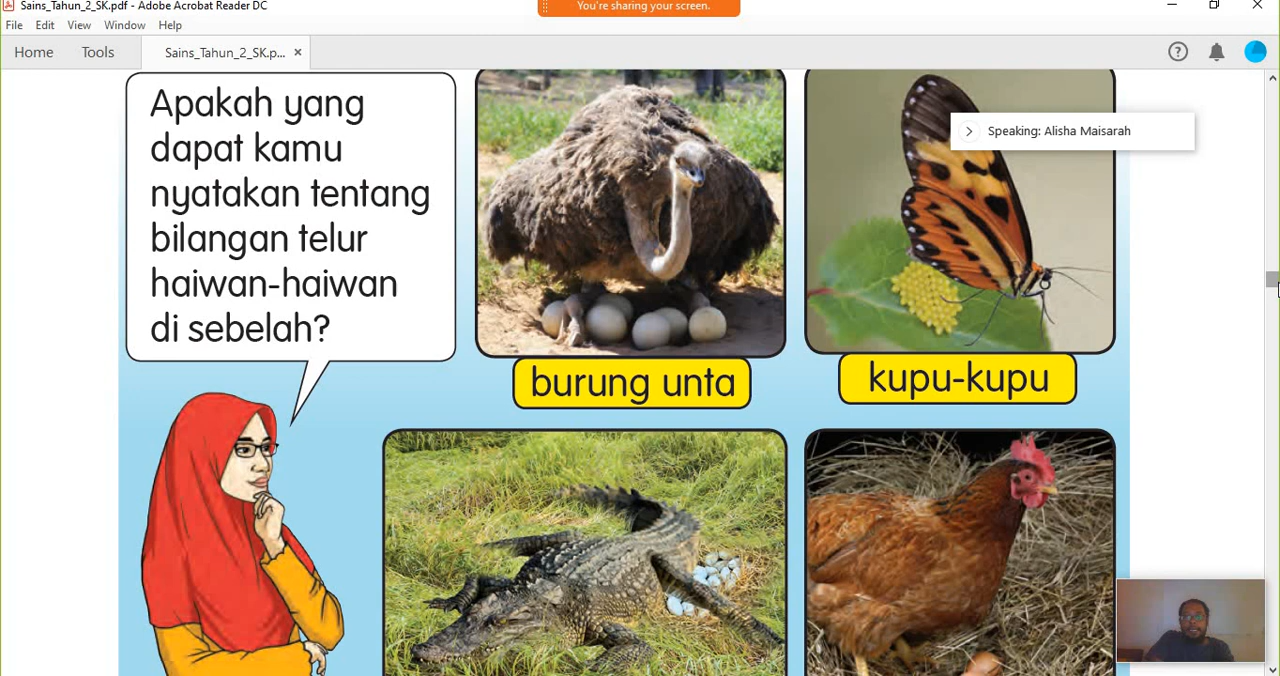 Sains_Tahun_2_SK.pdf - Adobe Acrobat Reader DC
You're sharing your screen.
File Edit View Window Help
Home Tools Sains_Tahun_2_SK.p... ×
Speaking: Alisha Maisarah
Apakah yang
dapat kamu
nyatakan tentang
bilangan telur
haiwan-haiwan
di sebelah?
burung unta
kupu-kupu